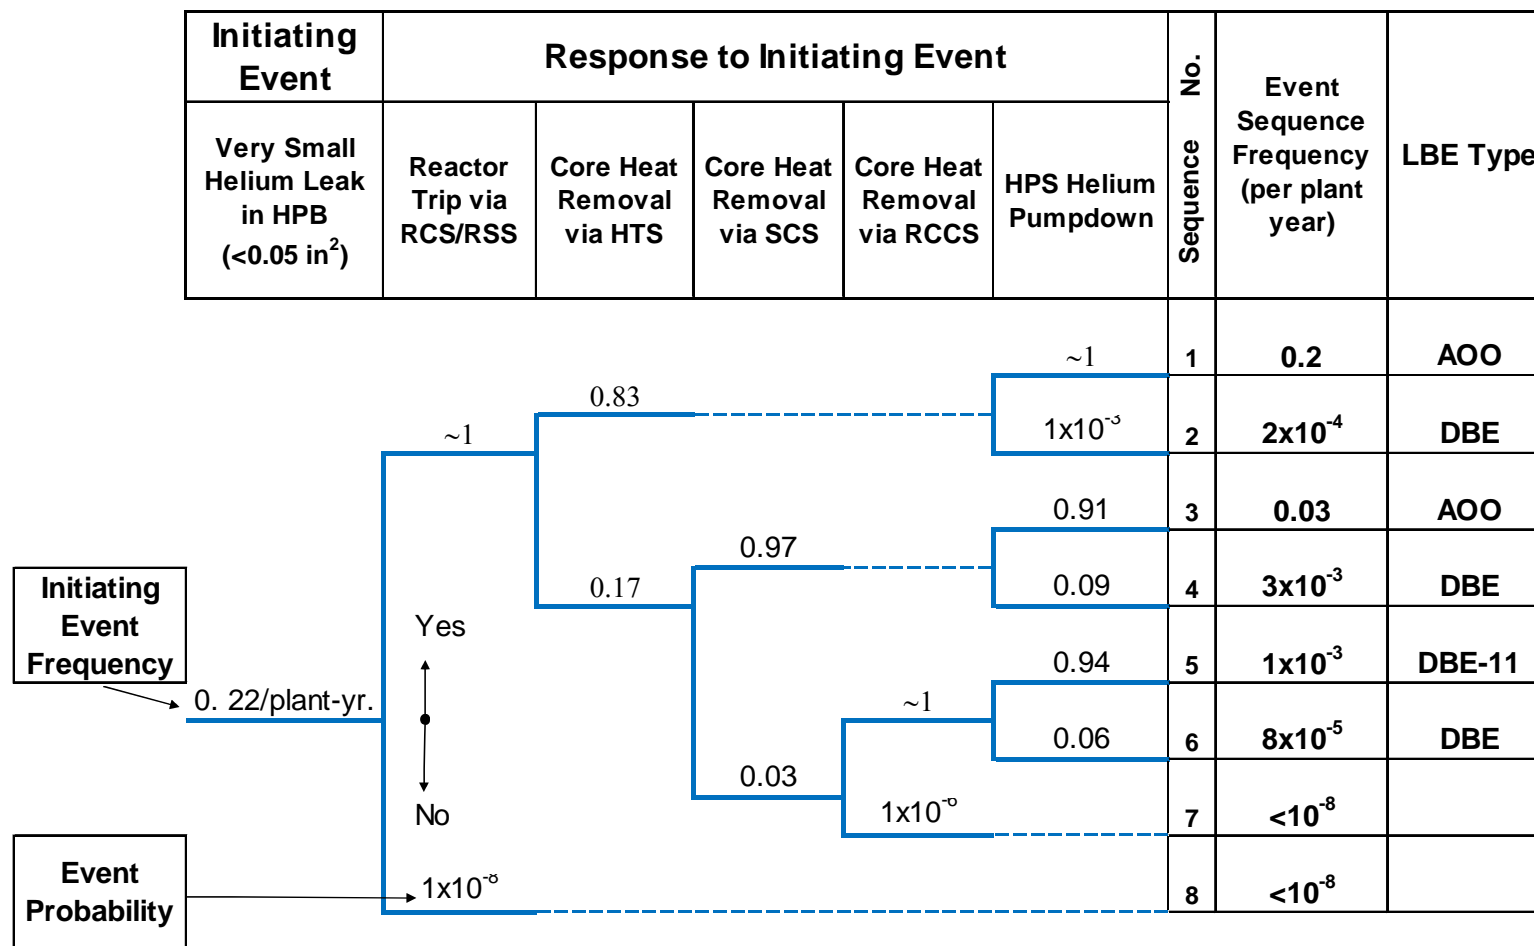 Initiating
Event
Response to Initiating Event
Sequence No.
Event
Sequence
Frequency
(per plant
year)
LBE Type
Very Small
Helium Leak
in HPB
(<0.05 in²)
Reactor
Trip via
RCS/RSS
Core Heat
Removal
via HTS
Core Heat
Removal
via SCS
Core Heat
Removal
via RCCS
HPS Helium
Pumpdown
~1
1
0.2
AOO
0.83
~1
1x10⁻³
2
2x10⁻⁴
DBE
0.91
3
0.03
AOO
0.97
0.17
0.09
4
3x10⁻³
DBE
Initiating
Event
Frequency
Yes
0.94
5
1x10⁻³
DBE-11
0. 22/plant-yr.
~1
0.06
6
8x10⁻⁵
DBE
0.03
No
1x10⁻⁶
7
<10⁻⁸
Event
Probability
1x10⁻⁸
8
<10⁻⁸